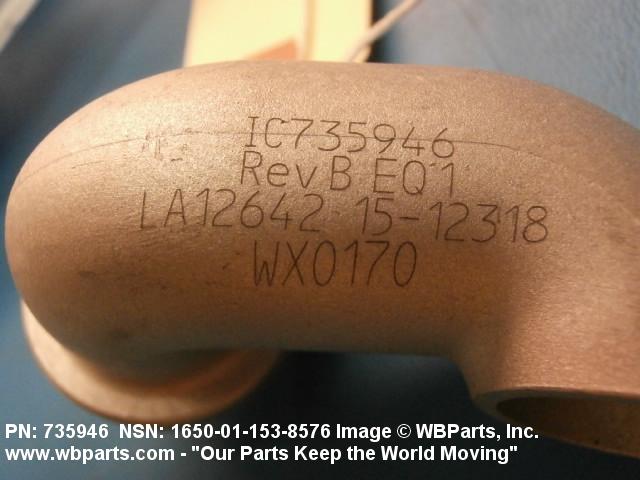 IC735946
Rev B EQ1
LA12642 15-12318
WX0170
PN: 735946 NSN: 1650-01-153-8576 Image © WBParts, Inc.
www.wbparts.com - "Our Parts Keep the World Moving"